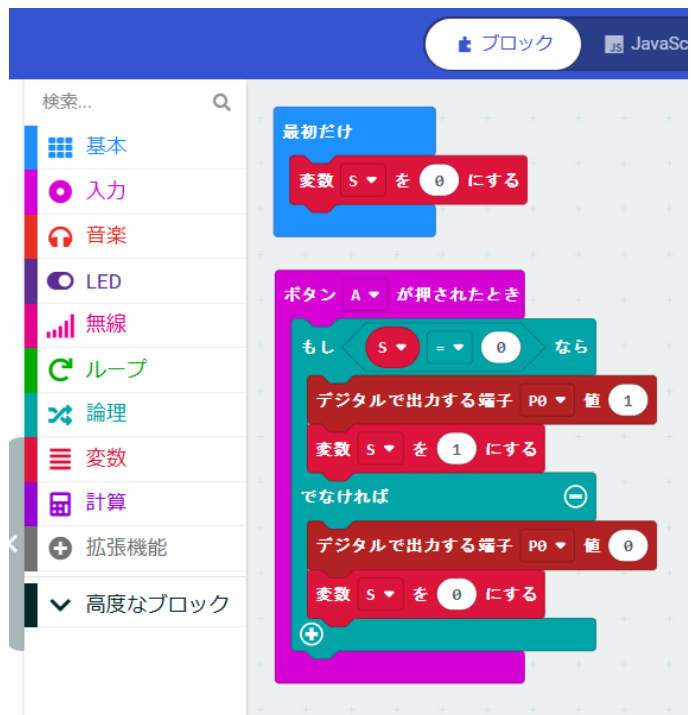 ブロック
JS JavaSc
検索...
基本
入力
音楽
LED
無線
ループ
論理
変数
計算
拡張機能
高度なブロック
最初だけ
変数 S を 0 にする
ボタン A が押されたとき
もし S = 0 なら
デジタルで出力する端子 P0 値 1
変数 S を 1 にする
でなければ
デジタルで出力する端子 P0 値 0
変数 S を 0 にする